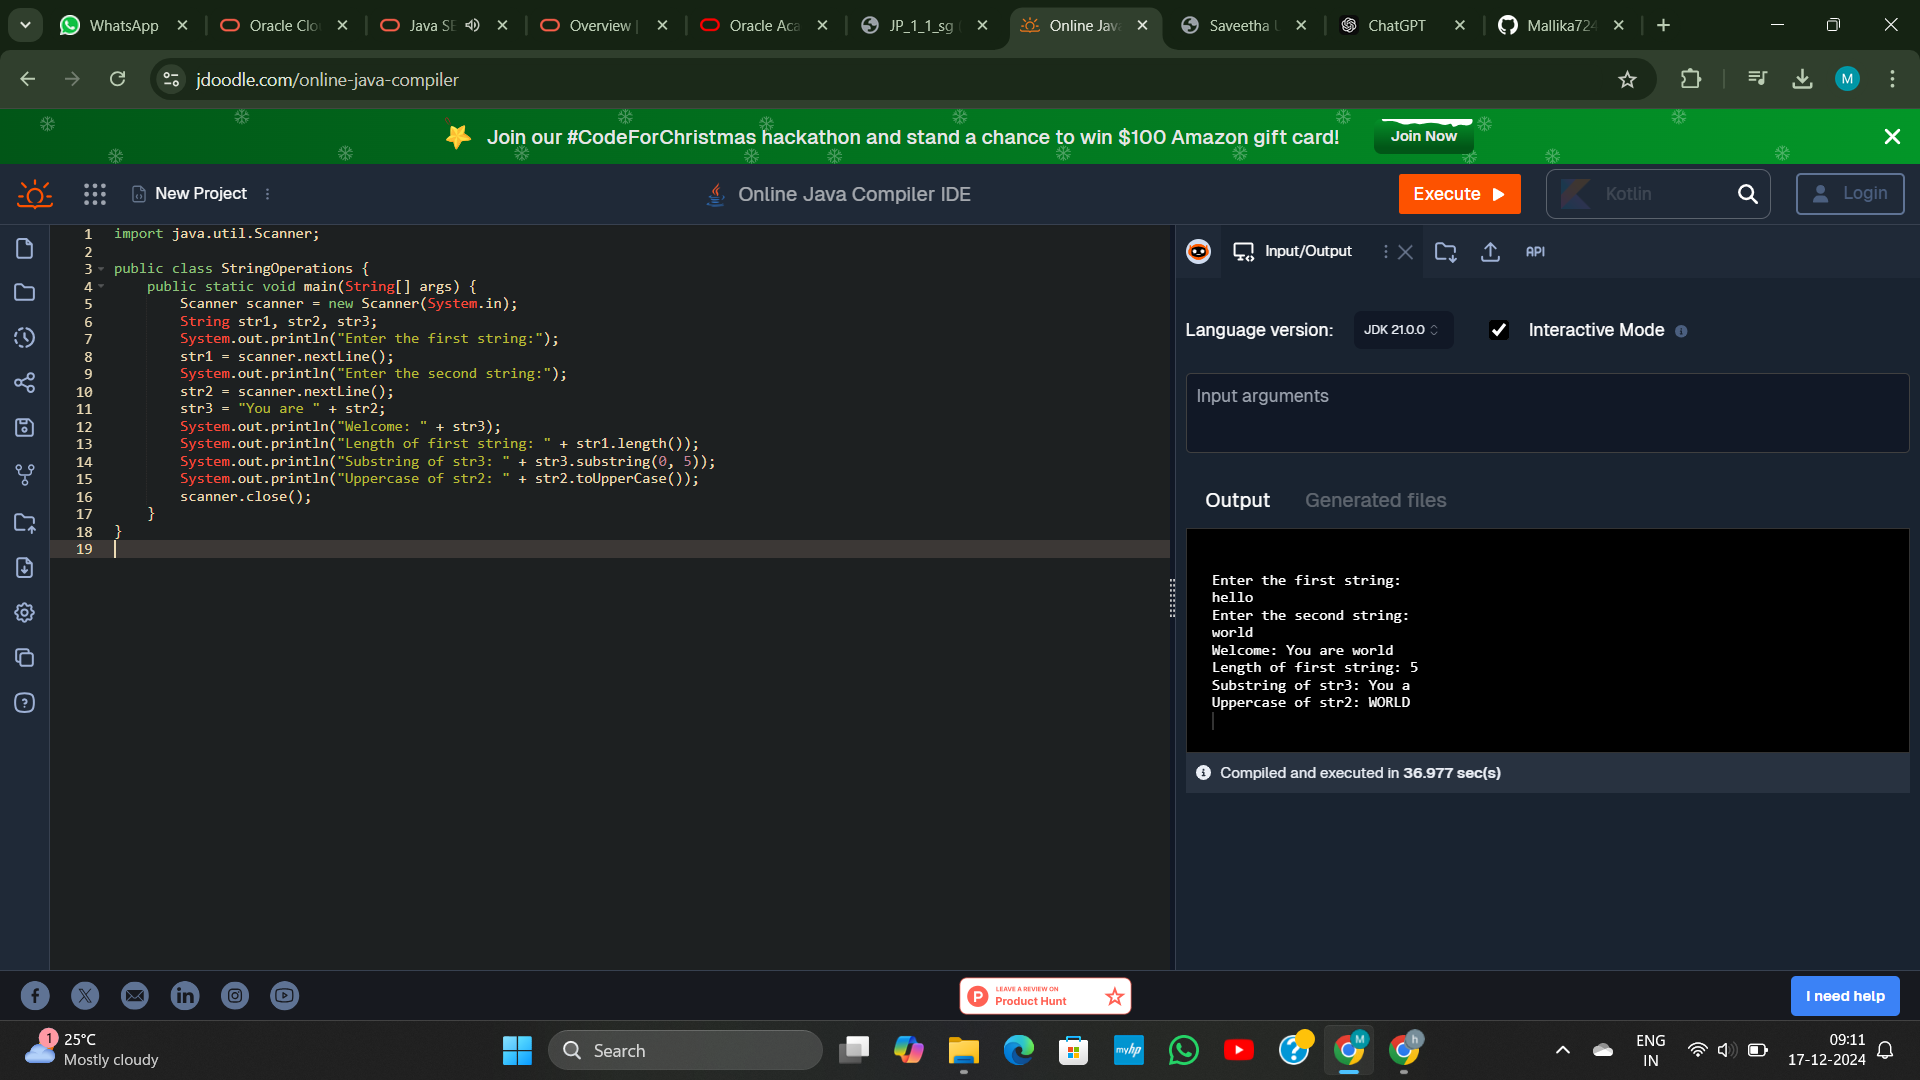 WhatsApp
Oracle Clo
Java SE
Overview |
Oracle Aca
JP_1_1_sg
Online Java
Saveetha U
ChatGPT
Mallika724
jdoodle.com/online-java-compiler
M
Join our #CodeForChristmas hackathon and stand a chance to win $100 Amazon gift card!
Join Now
New Project
Online Java Compiler IDE
Execute
Kotlin
Login
1 import java.util.Scanner;
2
3 public class StringOperations {
4 public static void main(String[] args) {
5 Scanner scanner = new Scanner(System.in);
6 String str1, str2, str3;
7 System.out.println("Enter the first string:");
8 str1 = scanner.nextLine();
9 System.out.println("Enter the second string:");
10 str2 = scanner.nextLine();
11 str3 = "You are " + str2;
12 System.out.println("Welcome: " + str3);
13 System.out.println("Length of first string: " + str1.length());
14 System.out.println("Substring of str3: " + str3.substring(0, 5));
15 System.out.println("Uppercase of str2: " + str2.toUpperCase());
16 scanner.close();
17 }
18 }
19
Input/Output
API
Language version:
JDK 21.0.0
Interactive Mode
Input arguments
Output
Generated files
Enter the first string:
hello
Enter the second string:
world
Welcome: You are world
Length of first string: 5
Substring of str3: You a
Uppercase of str2: WORLD
Compiled and executed in 36.977 sec(s)
LEAVE A REVIEW ON
Product Hunt
I need help
1
25°C
Mostly cloudy
Search
myhp
M
h
ENG
IN
09:11
17-12-2024